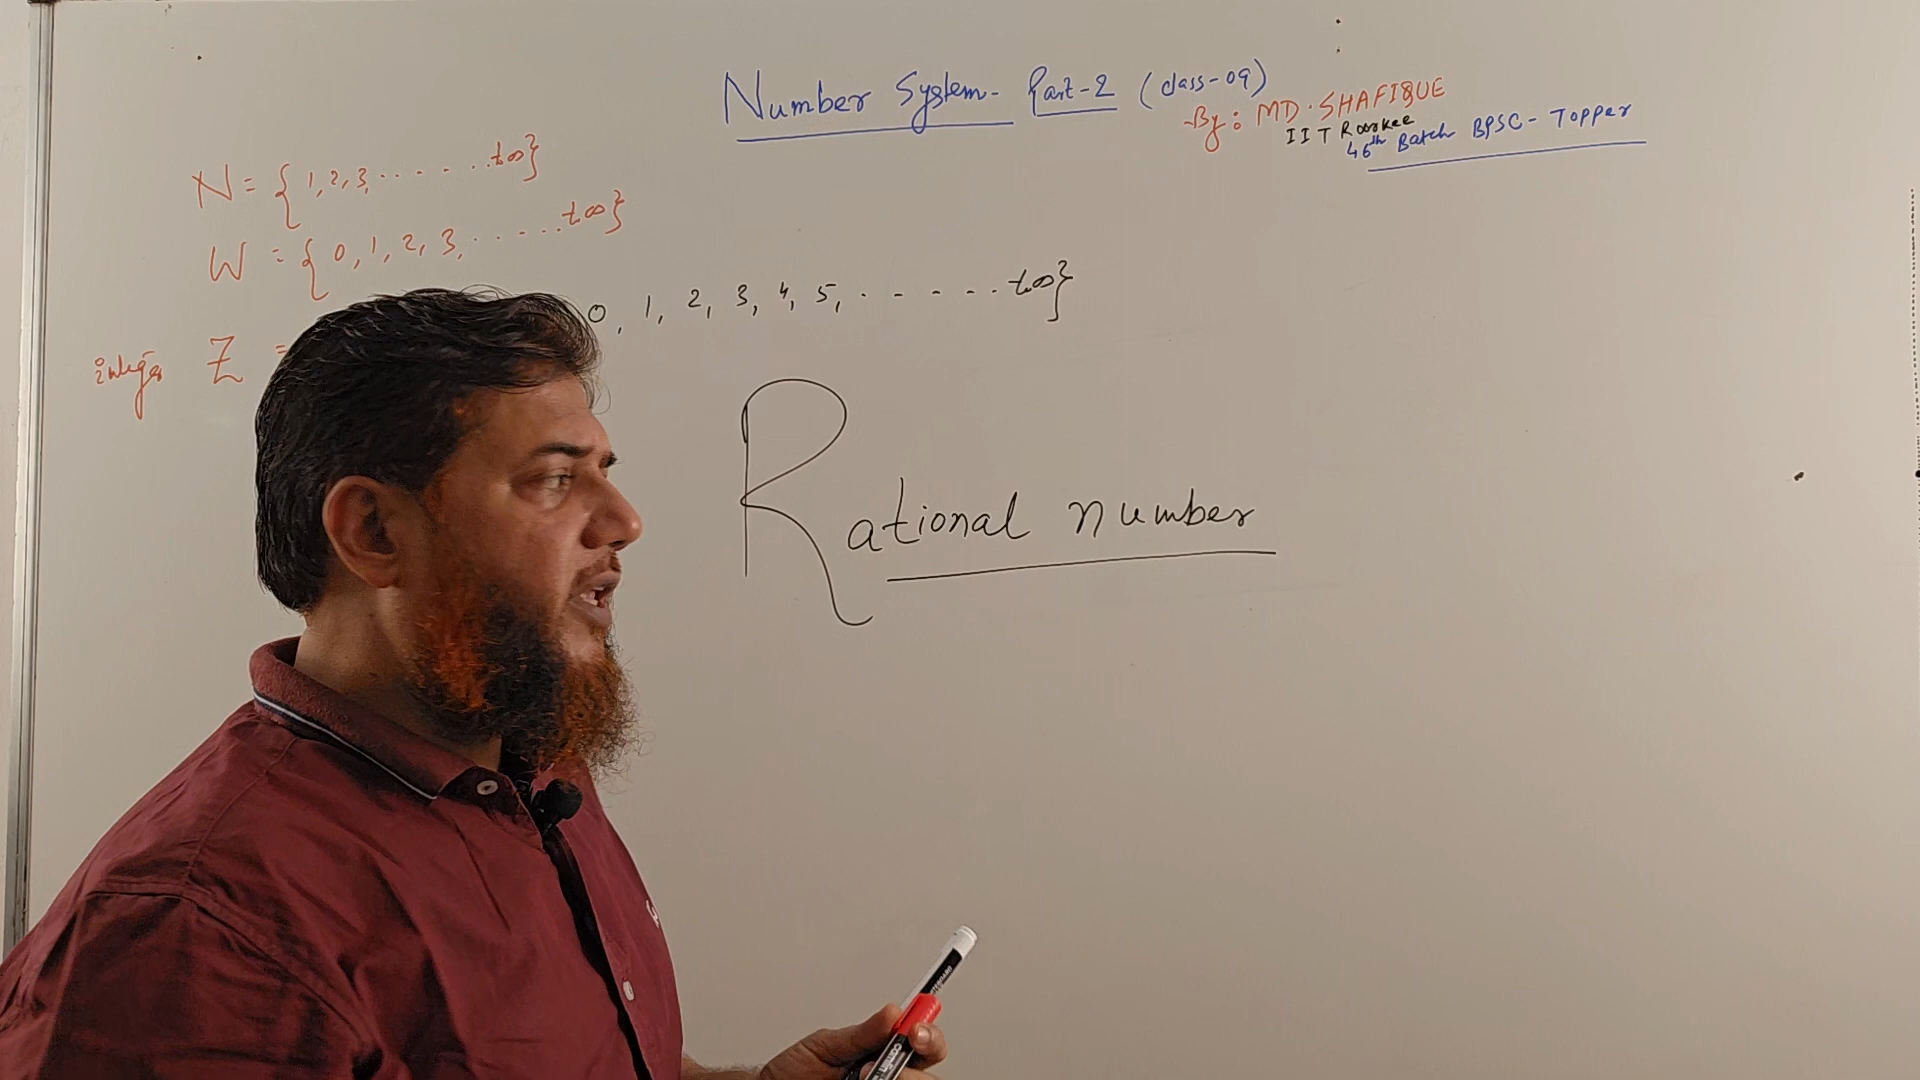 Number System- Part-2 (class-09)
-By: MD. SHAFIQUE
IIT Roorkee
46th Batch BPSC - Topper
N = { 1, 2, 3, ...... to ∞}
W = { 0, 1, 2, 3, ...... to ∞}
integer Z = 0, 1, 2, 3, 4, 5, ...... to ∞}
Rational number
camlin